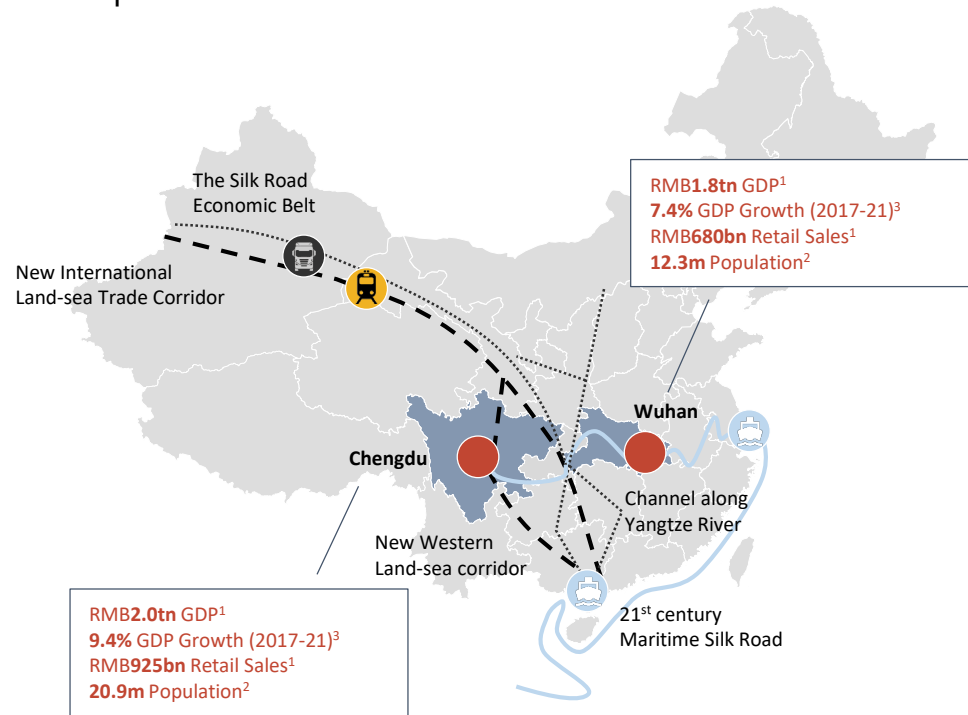 The Silk Road
Economic Belt
New International
Land-sea Trade Corridor
RMB1.8tn GDP¹
7.4% GDP Growth (2017-21)³
RMB680bn Retail Sales¹
12.3m Population²
Wuhan
Chengdu
Channel along
Yangtze River
New Western
Land-sea corridor
21st century
Maritime Silk Road
RMB2.0tn GDP¹
9.4% GDP Growth (2017-21)³
RMB925bn Retail Sales¹
20.9m Population²